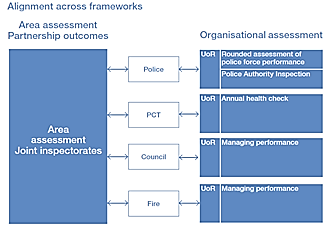 Alignment across frameworks
Area assessment
Partnership outcomes
Organisational assessment
Area
assessment
Joint inspectorates
Police
UoR
Rounded assessment of
police force performance
Police Authority Inspection
PCT
UoR
Annual health check
Council
UoR
Managing performance
Fire
UoR
Managing performance